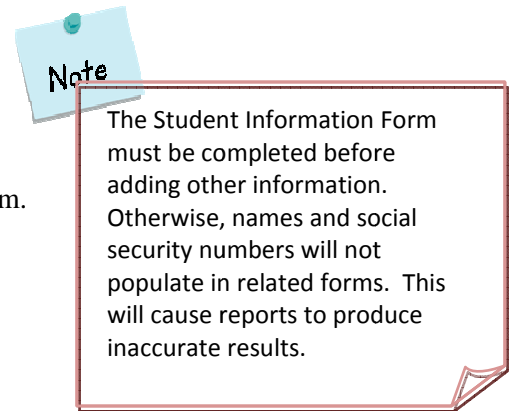 Note
The Student Information Form
must be completed before
adding other information.
m.
Otherwise, names and social
security numbers will not
populate in related forms.  This
will cause reports to produce
inaccurate results.